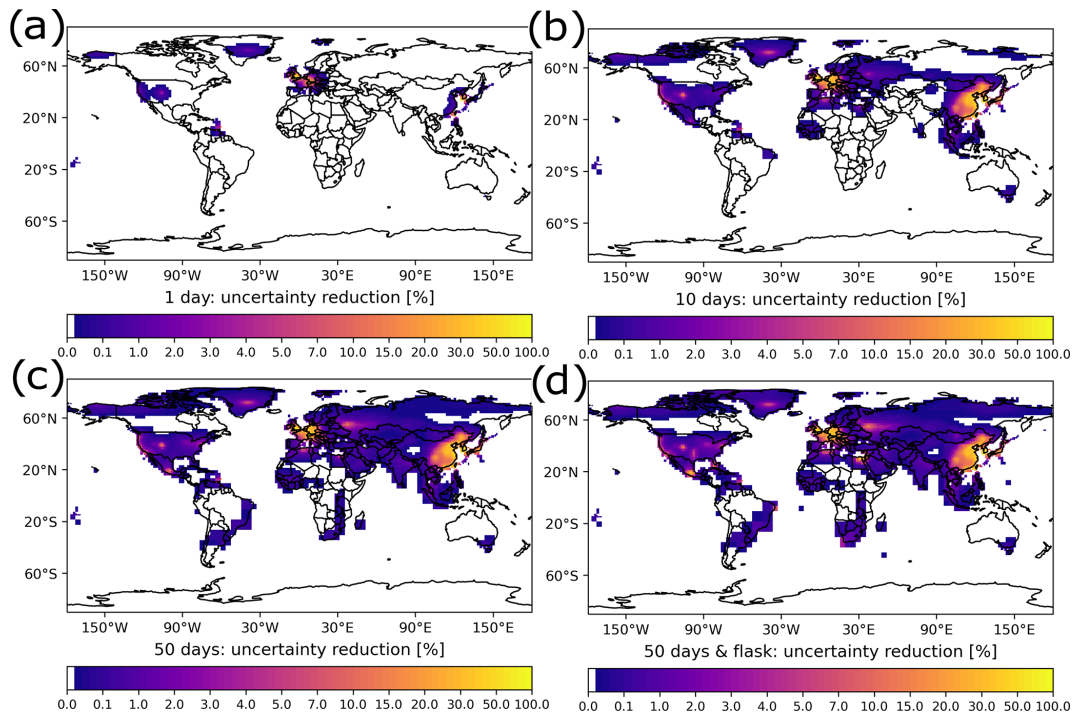 (a)
60°N
20°N
20°S
60°S
150°W 90°W 30°W 30°E 90°E 150°E
1 day: uncertainty reduction [%]
0.0 0.1 1.0 2.0 3.0 4.0 5.0 7.0 10.0 15.0 20.0 30.0 50.0 100.0
(b)
60°N
20°N
20°S
60°S
150°W 90°W 30°W 30°E 90°E 150°E
10 days: uncertainty reduction [%]
0.0 0.1 1.0 2.0 3.0 4.0 5.0 7.0 10.0 15.0 20.0 30.0 50.0 100.0
(c)
60°N
20°N
20°S
60°S
150°W 90°W 30°W 30°E 90°E 150°E
50 days: uncertainty reduction [%]
0.0 0.1 1.0 2.0 3.0 4.0 5.0 7.0 10.0 15.0 20.0 30.0 50.0 100.0
(d)
60°N
20°N
20°S
60°S
150°W 90°W 30°W 30°E 90°E 150°E
50 days & flask: uncertainty reduction [%]
0.0 0.1 1.0 2.0 3.0 4.0 5.0 7.0 10.0 15.0 20.0 30.0 50.0 100.0